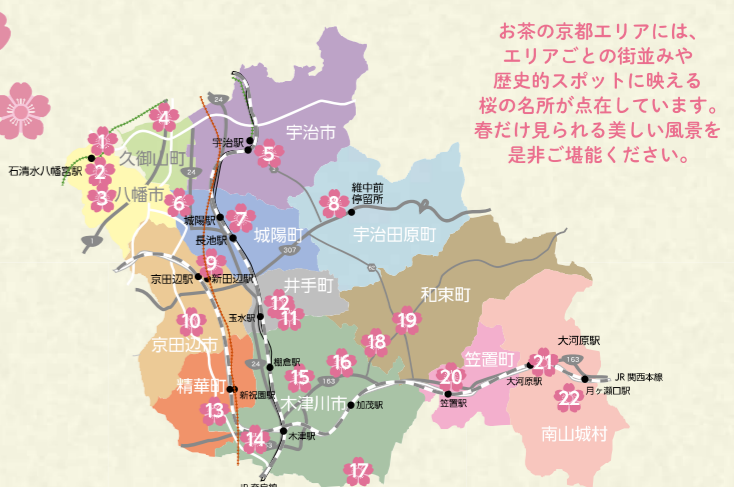 お茶の京都エリアには、
エリアごとの街並みや
歴史的スポットに映える
桜の名所が点在しています。
春だけ見られる美しい風景を
是非ご堪能ください。
24
4
宇治市
1
宇治駅
5
久御山町
石清水八幡宮駅
2
24
3
八幡市
6
維中前
停留所
8
城陽駅
7
宇治田原町
1
長池駅
城陽町
307
9
62
京田辺駅
新田辺駅
井手町
和束町
12
11
玉水駅
10
19
京田辺市
18
大河原駅
棚倉駅
24
16
笠置町
21
163
15
163
精華町
20
大河原駅
JR 関西本線
新祝園駅
月ヶ瀬口駅
木津川市
加茂駅
笠置駅
22
13
14
木津駅
南山城村
17